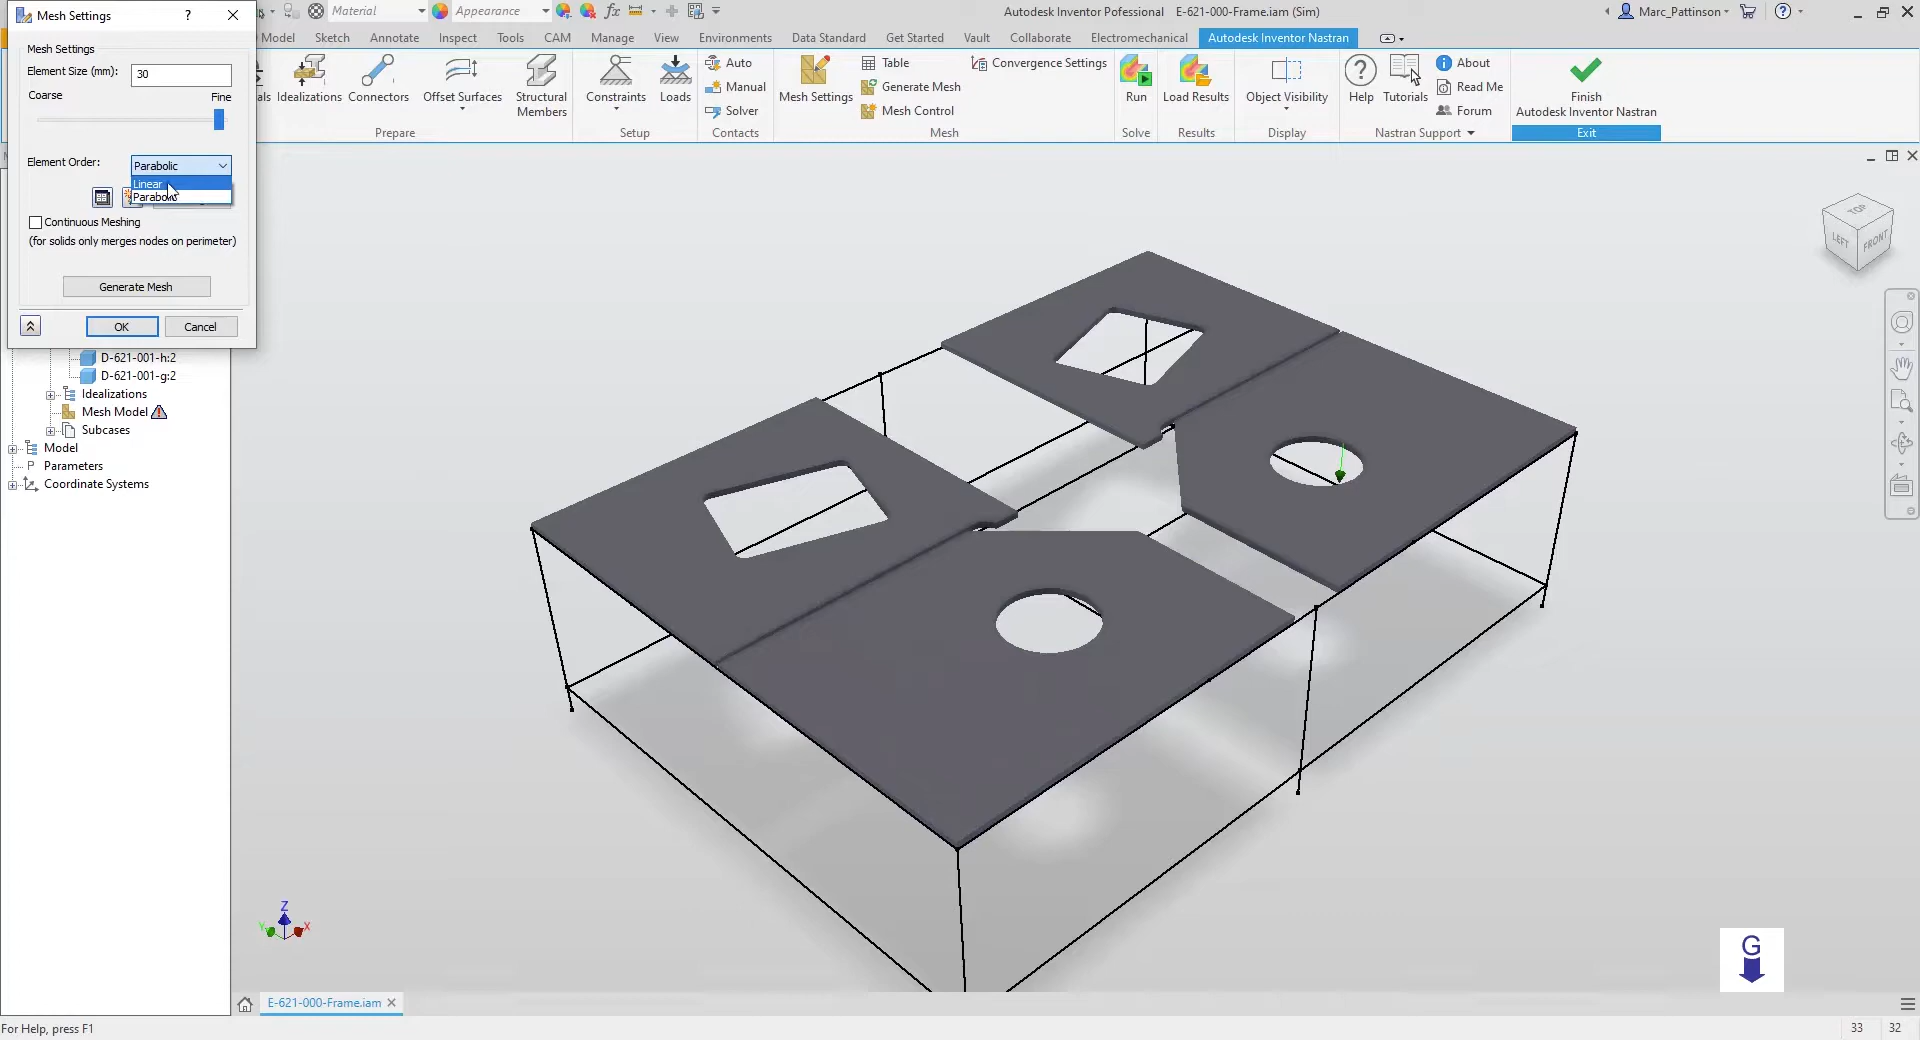 Mesh Settings
?
Material
Appearance
Autodesk Inventor Pofessional E-621-000-Frame.iam (Sim)
Marc_Pattinson
Model
Sketch
Annotate
Inspect
Tools
CAM
Manage
View
Environments
Data Standard
Get Started
Vault
Collaborate
Electromechanical
Autodesk Inventor Nastran
Mesh Settings
Element Size (mm):
30
Coarse
Fine
Element Order:
Parabolic
Linear
Parabolic
Continuous Meshing
(for solids only merges nodes on perimeter)
Generate Mesh
OK
Cancel
Idealizations
Connectors
Offset Surfaces
Structural
Members
Prepare
Constraints
Loads
Setup
Auto
Manual
Solver
Contacts
Mesh Settings
Table
Generate Mesh
Mesh Control
Convergence Settings
Mesh
Run
Solve
Load Results
Results
Object Visibility
Display
Help
Tutorials
About
Read Me
Forum
Nastran Support
Finish
Autodesk Inventor Nastran
Exit
D-621-001-h:2
D-621-001-g:2
Idealizations
Mesh Model
Subcases
Model
Parameters
Coordinate Systems
TOP
LEFT
FRONT
Z
Y
X
G
E-621-000-Frame.iam
For Help, press F1
33
32